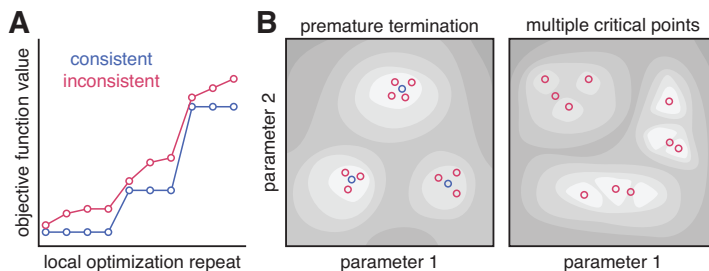 A
consistent
inconsistent
objective function value
local optimization repeat
B
premature termination
multiple critical points
parameter 2
parameter 1
parameter 1